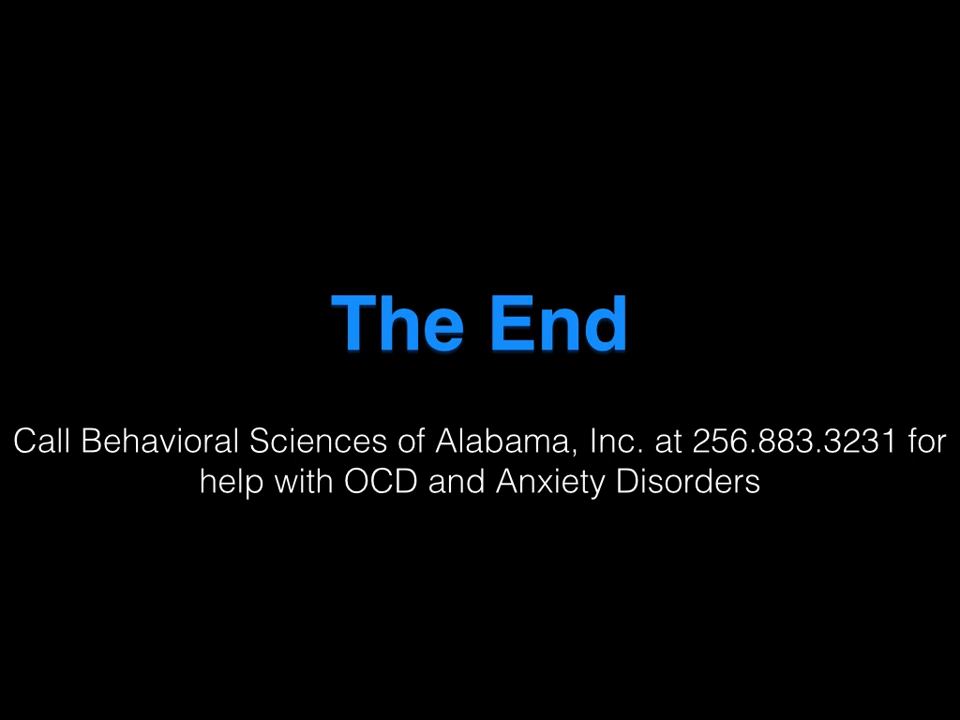 The End
Call Behavioral Sciences of Alabama, Inc. at 256.883.3231 for
help with OCD and Anxiety Disorders